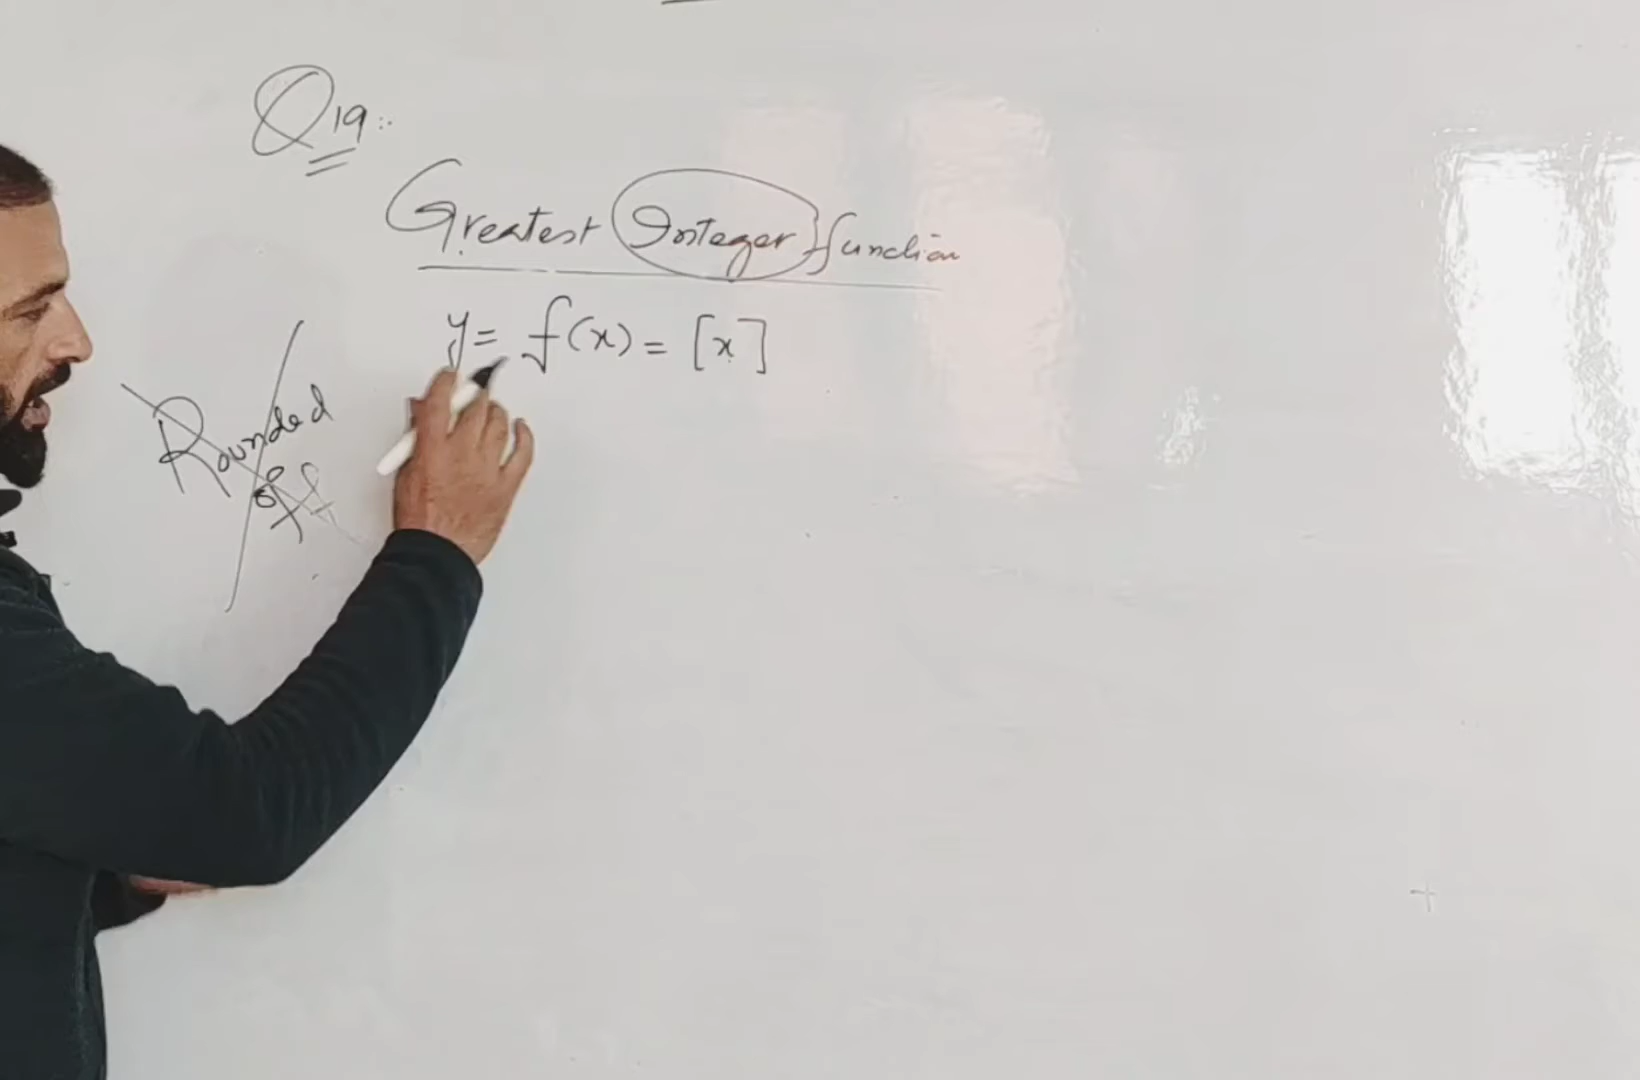 Q19:
Greatest Integer function
y = f(x) = [x]
Rounded
off